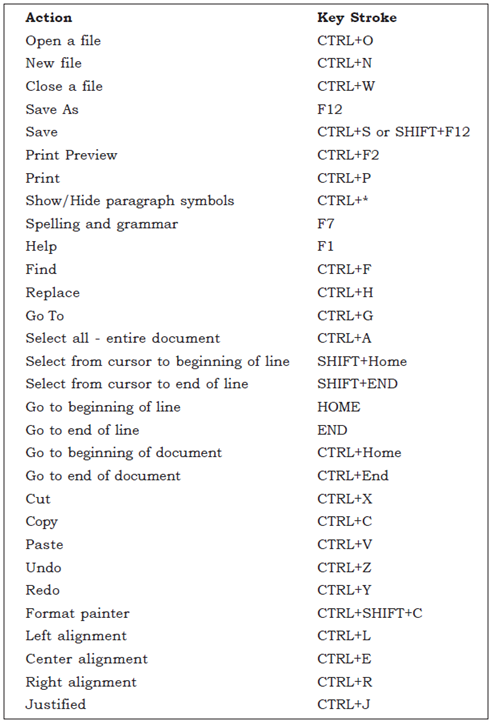 Action Key Stroke
Open a file CTRL+O
New file CTRL+N
Close a file CTRL+W
Save As F12
Save CTRL+S or SHIFT+F12
Print Preview CTRL+F2
Print CTRL+P
Show/Hide paragraph symbols CTRL+*
Spelling and grammar F7
Help F1
Find CTRL+F
Replace CTRL+H
Go To CTRL+G
Select all - entire document CTRL+A
Select from cursor to beginning of line SHIFT+Home
Select from cursor to end of line SHIFT+END
Go to beginning of line HOME
Go to end of line END
Go to beginning of document CTRL+Home
Go to end of document CTRL+End
Cut CTRL+X
Copy CTRL+C
Paste CTRL+V
Undo CTRL+Z
Redo CTRL+Y
Format painter CTRL+SHIFT+C
Left alignment CTRL+L
Center alignment CTRL+E
Right alignment CTRL+R
Justified CTRL+J